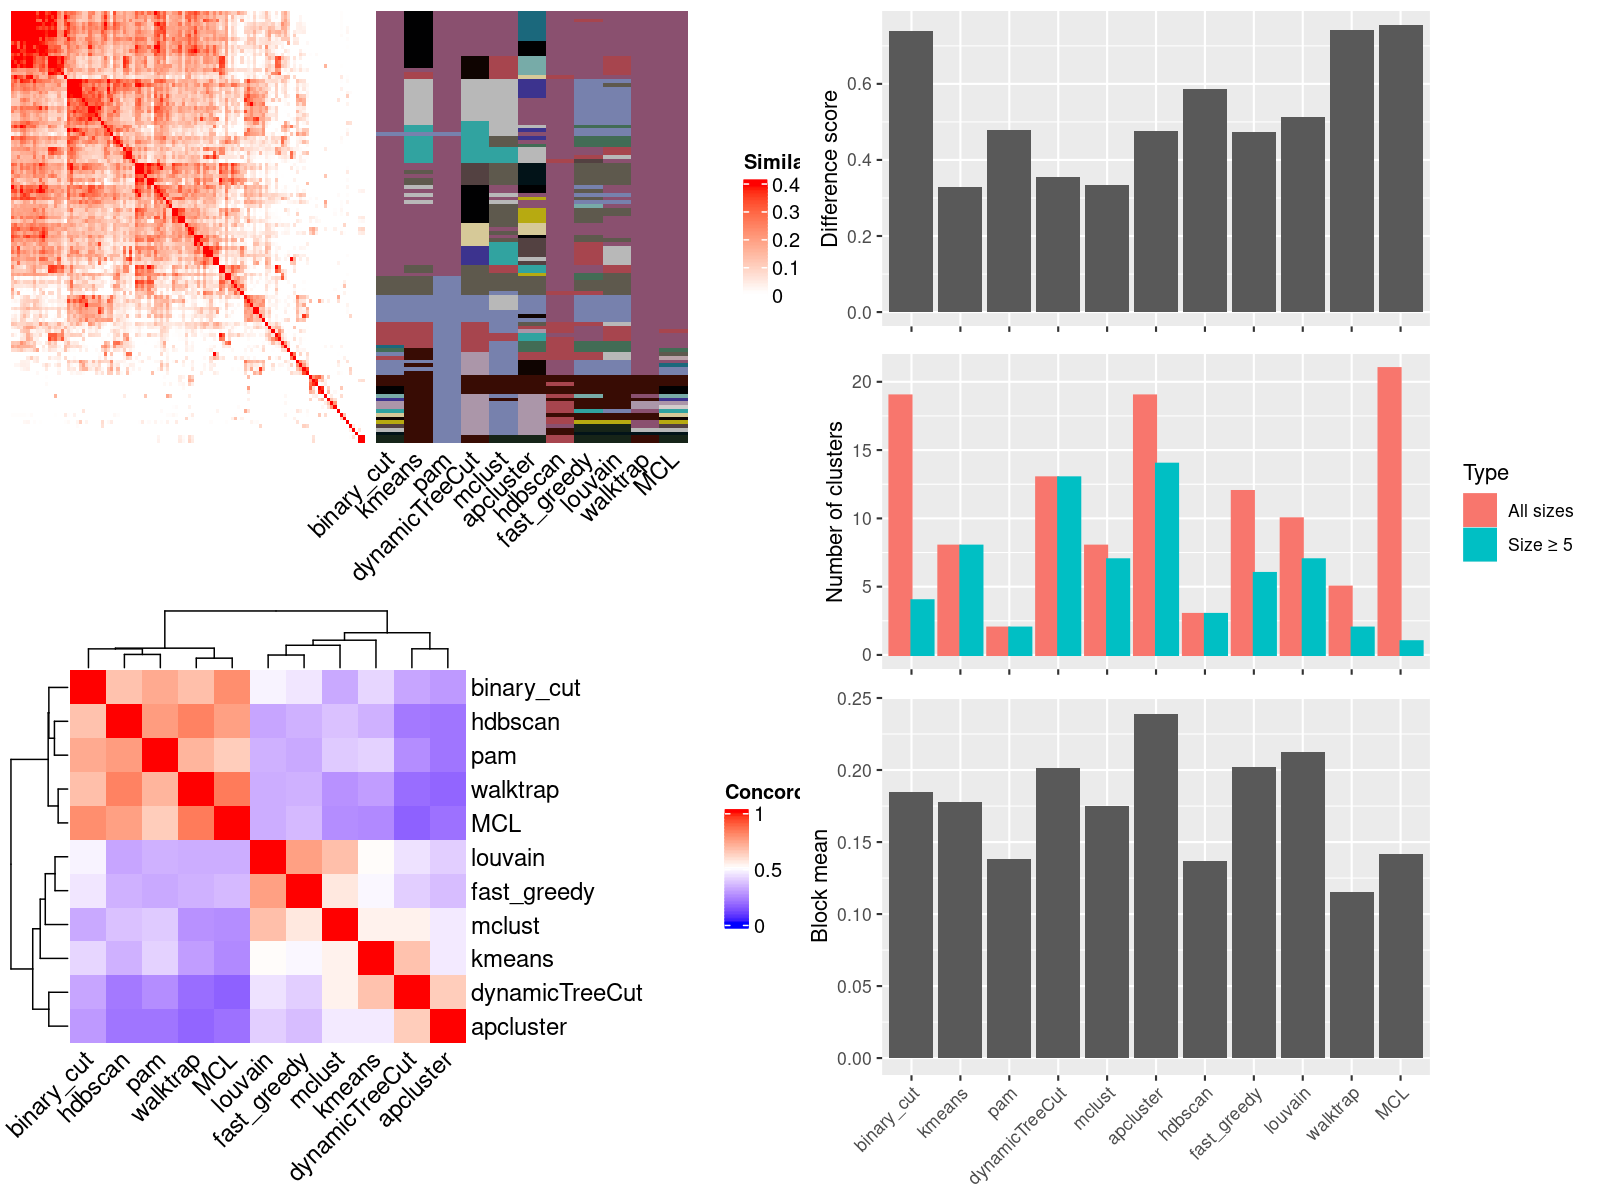 Simila
0.4
0.3
0.2
0.1
0
binary_cut
kmeans
pam
dynamicTreeCut
mclust
apcluster
hdbscan
fast_greedy
louvain
walktrap
MCL
binary_cut
hdbscan
pam
walktrap
MCL
louvain
fast_greedy
mclust
kmeans
dynamicTreeCut
apcluster
binary_cut
hdbscan
pam
walktrap
MCL
louvain
fast_greedy
mclust
kmeans
dynamicTreeCut
apcluster
Concord
1
0.5
0
Difference score
0.6
0.4
0.2
0.0
Number of clusters
20
15
10
5
0
Type
All sizes
Size ≥ 5
Block mean
0.25
0.20
0.15
0.10
0.05
0.00
binary_cut
kmeans
pam
dynamicTreeCut
mclust
apcluster
hdbscan
fast_greedy
louvain
walktrap
MCL